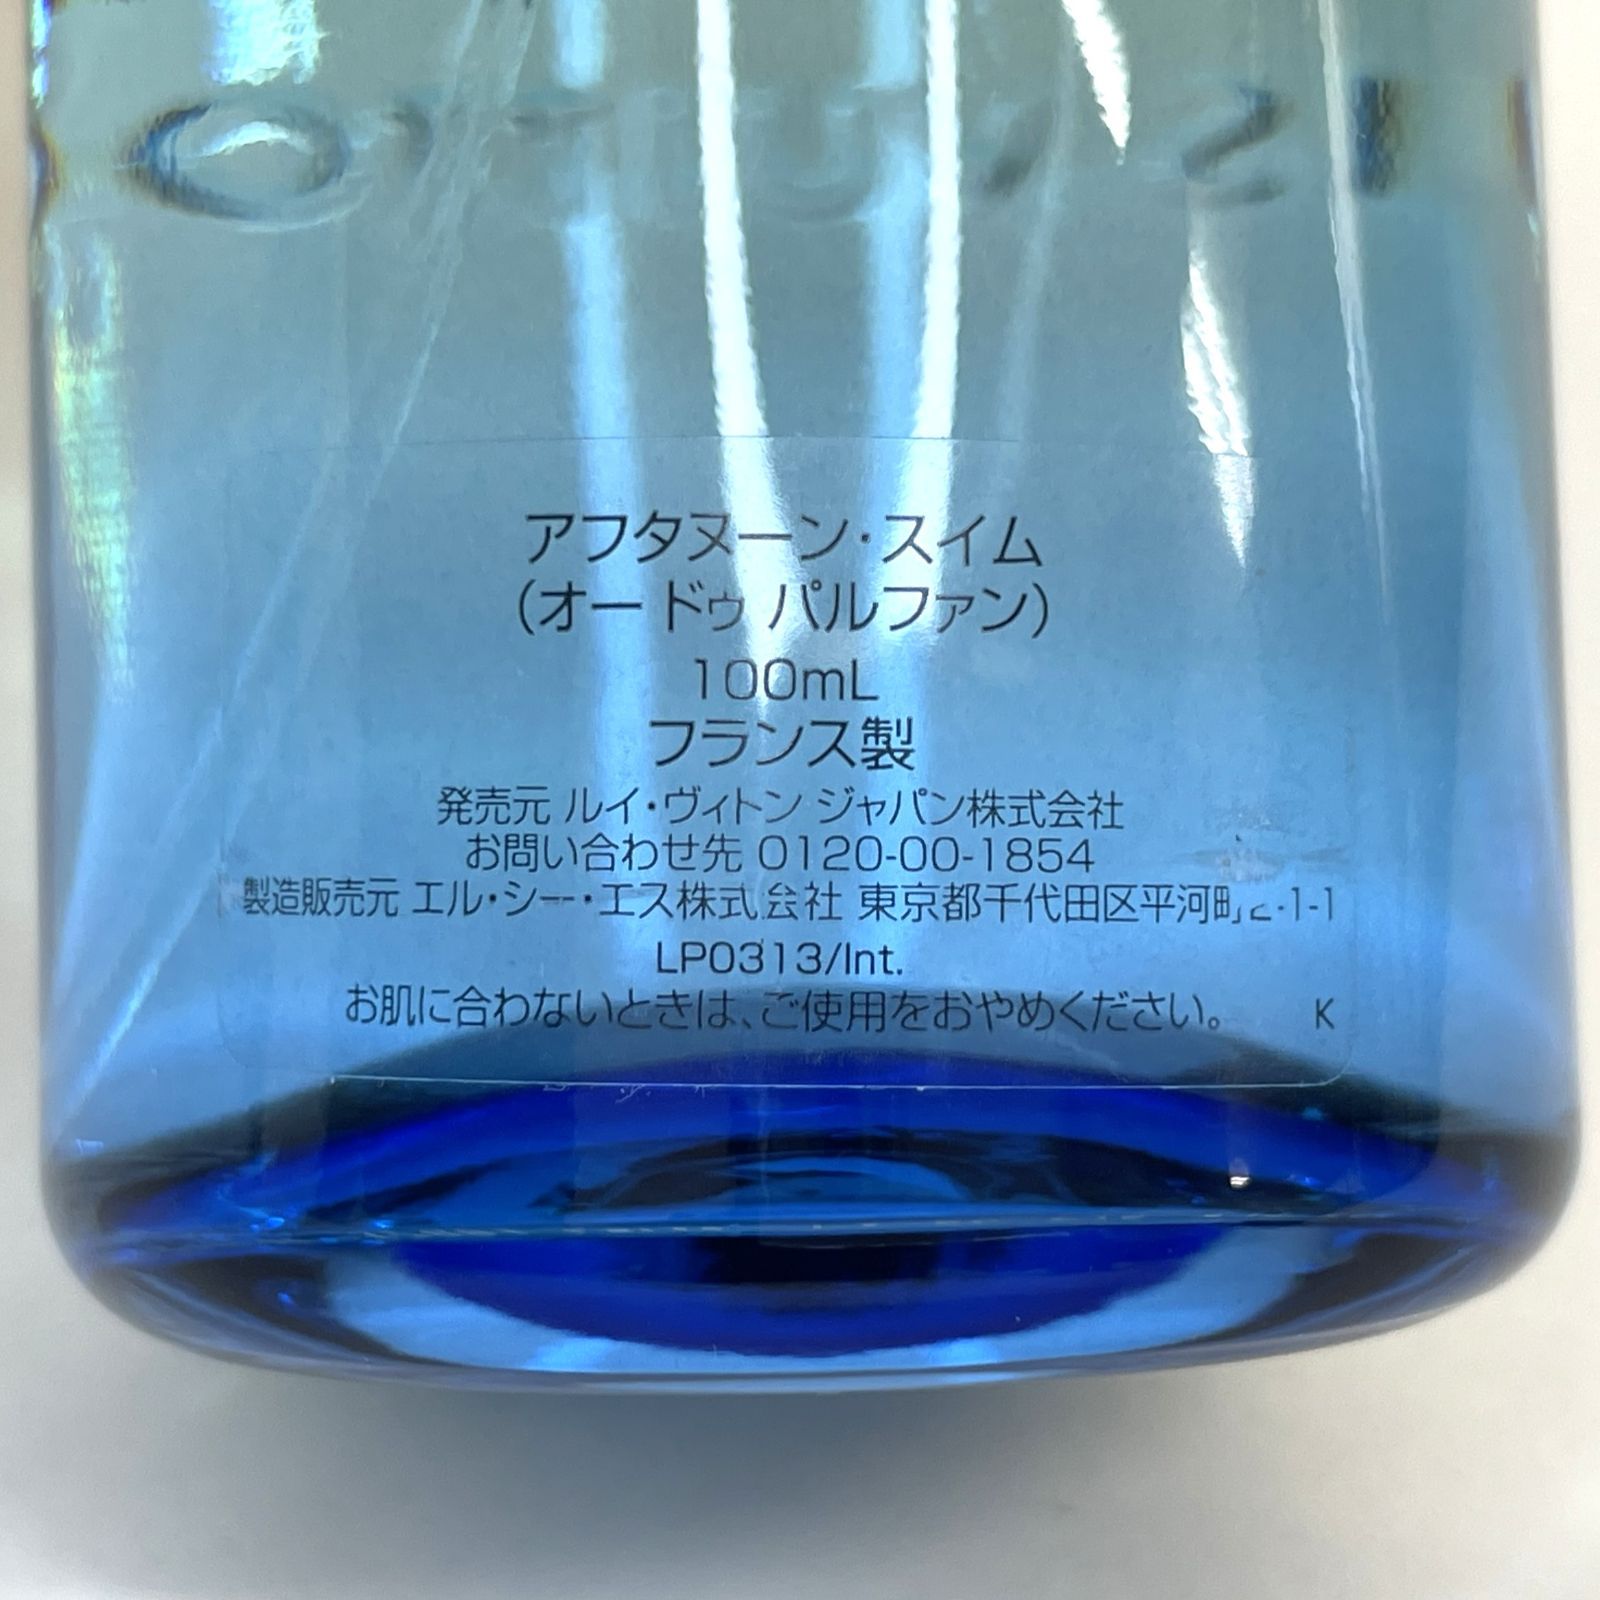 アフタヌーン・スイム
(オー ドゥ パルファン)
100mL
フランス製
発売元 ルイ・ヴィトン ジャパン株式会社
お問い合わせ先 0120-00-1854
製造販売元 エル・シー・エス株式会社 東京都千代田区平河町2-1-1
LP0313/Int.
お肌に合わないときは、ご使用をおやめください。 K